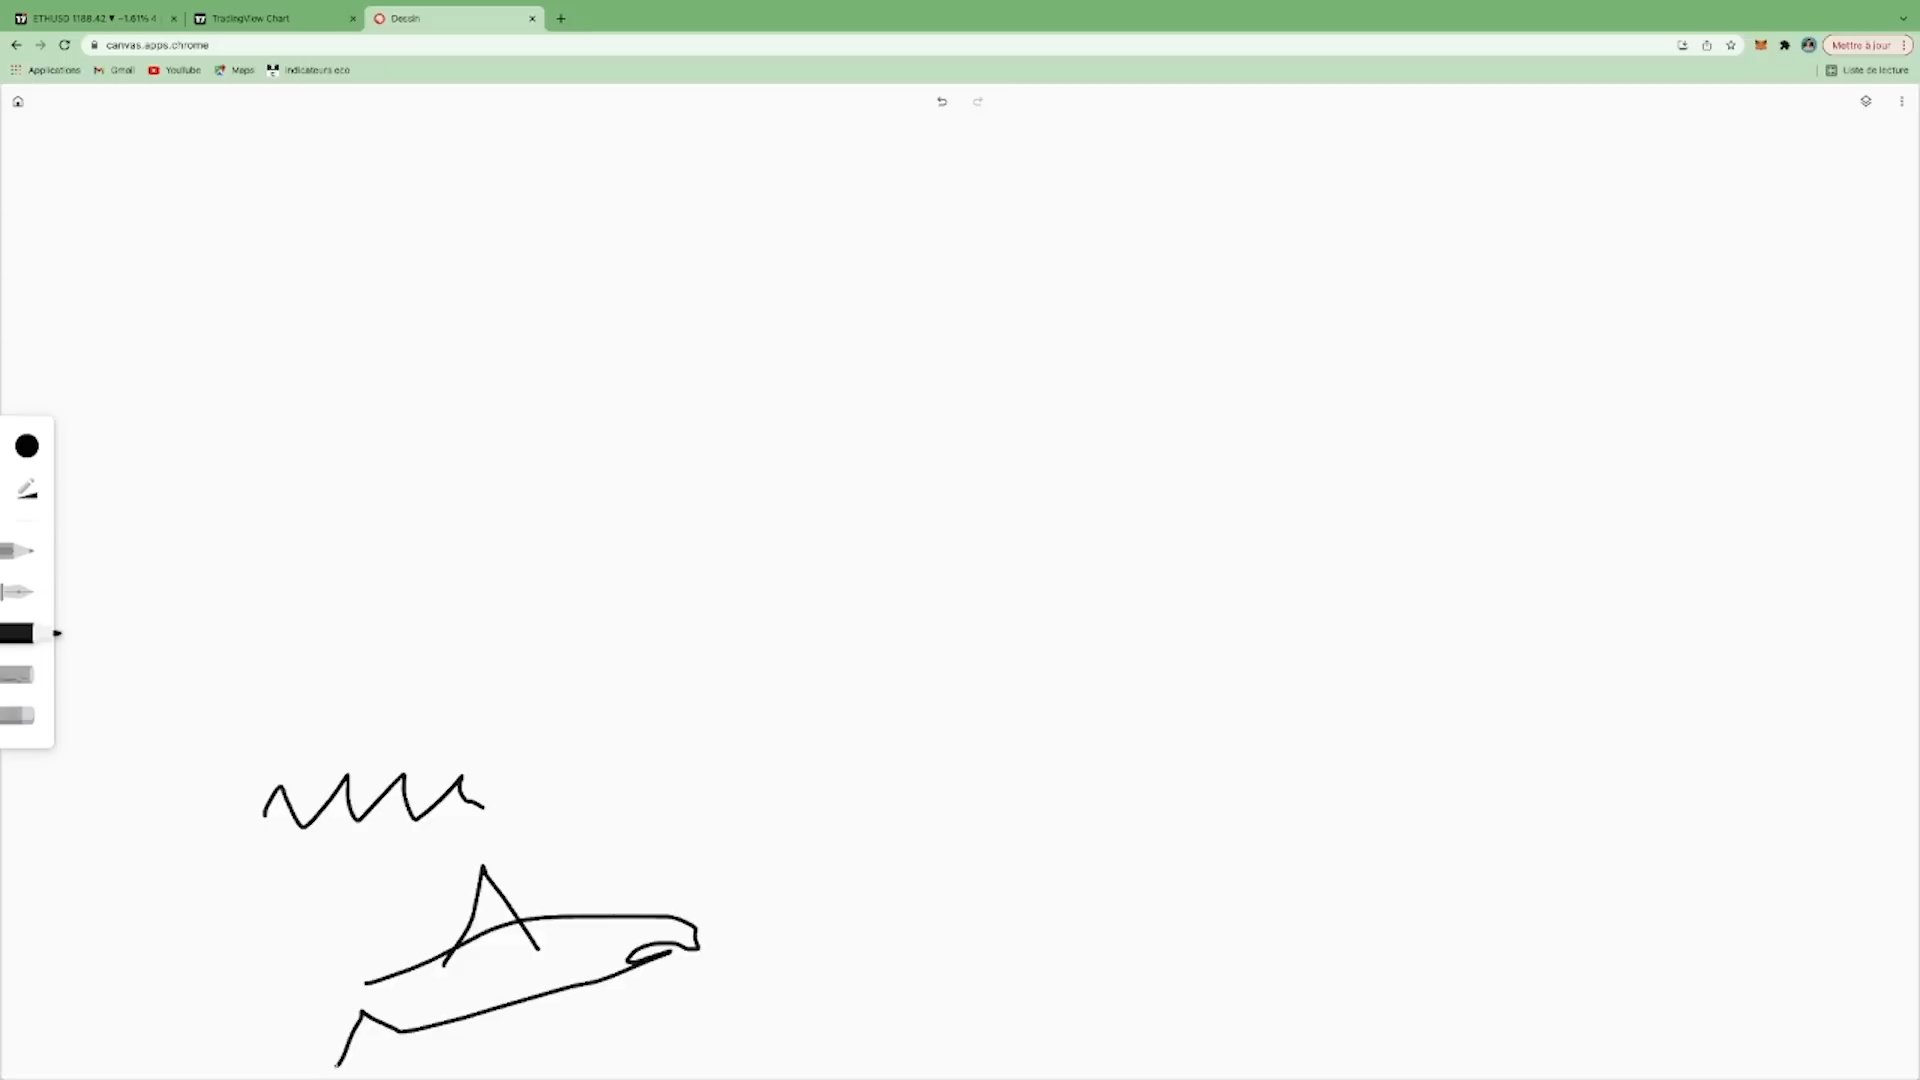 ETHUSD 1188.42 ▼ −1.61% 4
TradingView Chart
Dessin
canvas.apps.chrome
Mettre à jour
Applications
Gmail
YouTube
Maps
Indicateurs eco
Liste de lecture